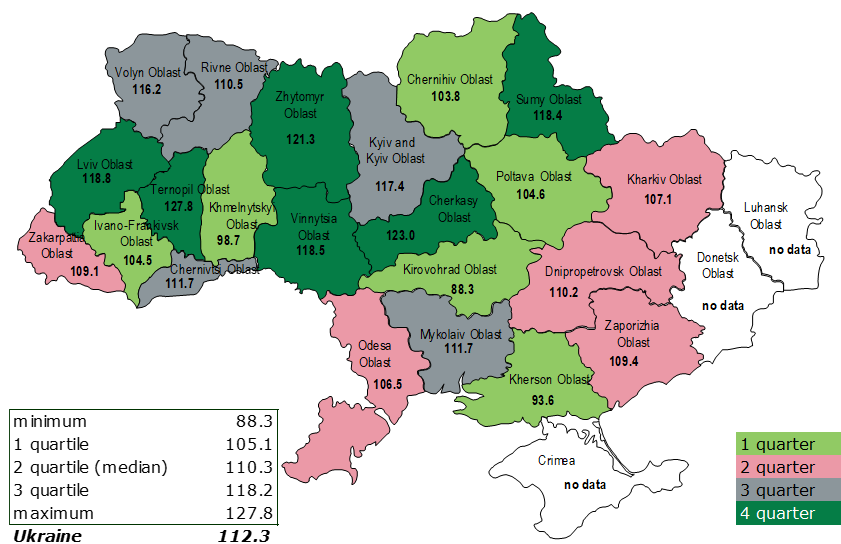 Volyn Oblast
116.2
Rivne Oblast
110.5
Zhytomyr
Oblast
121.3
Kyiv and
Kyiv Oblast
117.4
Chernihiv Oblast
103.8
Sumy Oblast
118.4
Lviv Oblast
118.8
Ternopil Oblast
127.8
Khmelnytskyi
Oblast
98.7
Vinnytsia
Oblast
118.5
Cherkasy
Oblast
123.0
Poltava Oblast
104.6
Kharkiv Oblast
107.1
Luhansk
Oblast
no data
Zakarpattia
Oblast
109.1
Ivano-Frankivsk
Oblast
104.5
Chernivtsi Oblast
111.7
Kirovohrad Oblast
88.3
Dnipropetrovsk Oblast
110.2
Donetsk
Oblast
no data
Odesa
Oblast
106.5
Mykolaiv Oblast
111.7
Zaporizhia
Oblast
109.4
Kherson Oblast
93.6
Crimea
no data
minimum 88.3
1 quartile 105.1
2 quartile (median) 110.3
3 quartile 118.2
maximum 127.8
Ukraine 112.3
1 quarter
2 quarter
3 quarter
4 quarter